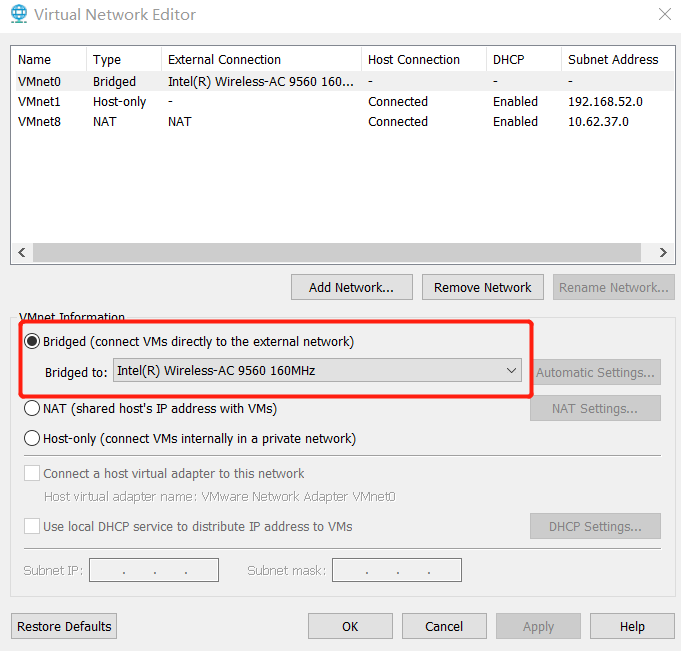 Virtual Network Editor
Name Type External Connection Host Connection DHCP Subnet Address
VMnet0 Bridged Intel(R) Wireless-AC 9560 160... - - -
VMnet1 Host-only - Connected Enabled 192.168.52.0
VMnet8 NAT NAT Connected Enabled 10.62.37.0
Add Network... Remove Network Rename Network...
VMnet Information
Bridged (connect VMs directly to the external network)
Bridged to: Intel(R) Wireless-AC 9560 160MHz Automatic Settings...
NAT (shared host's IP address with VMs) NAT Settings...
Host-only (connect VMs internally in a private network)
Connect a host virtual adapter to this network
Host virtual adapter name: VMware Network Adapter VMnet0
Use local DHCP service to distribute IP address to VMs DHCP Settings...
Subnet IP: . . . Subnet mask: . . .
Restore Defaults OK Cancel Apply Help